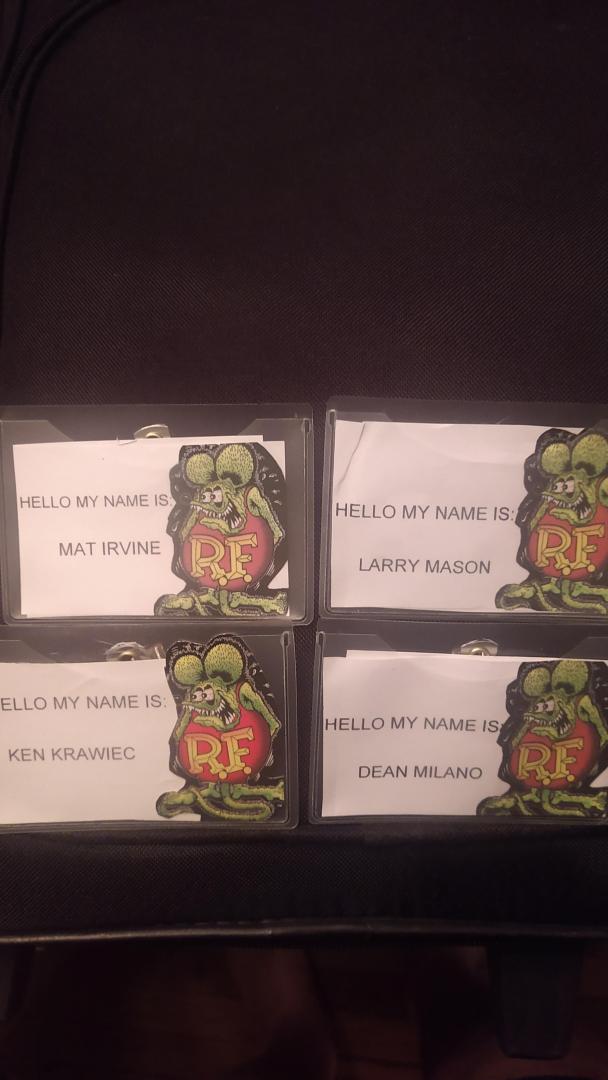 HELLO MY NAME IS:
MAT IRVINE
R.F.
HELLO MY NAME IS:
LARRY MASON
R.F.
ELLO MY NAME IS:
KEN KRAWIEC
R.F.
HELLO MY NAME IS:
DEAN MILANO
R.F.